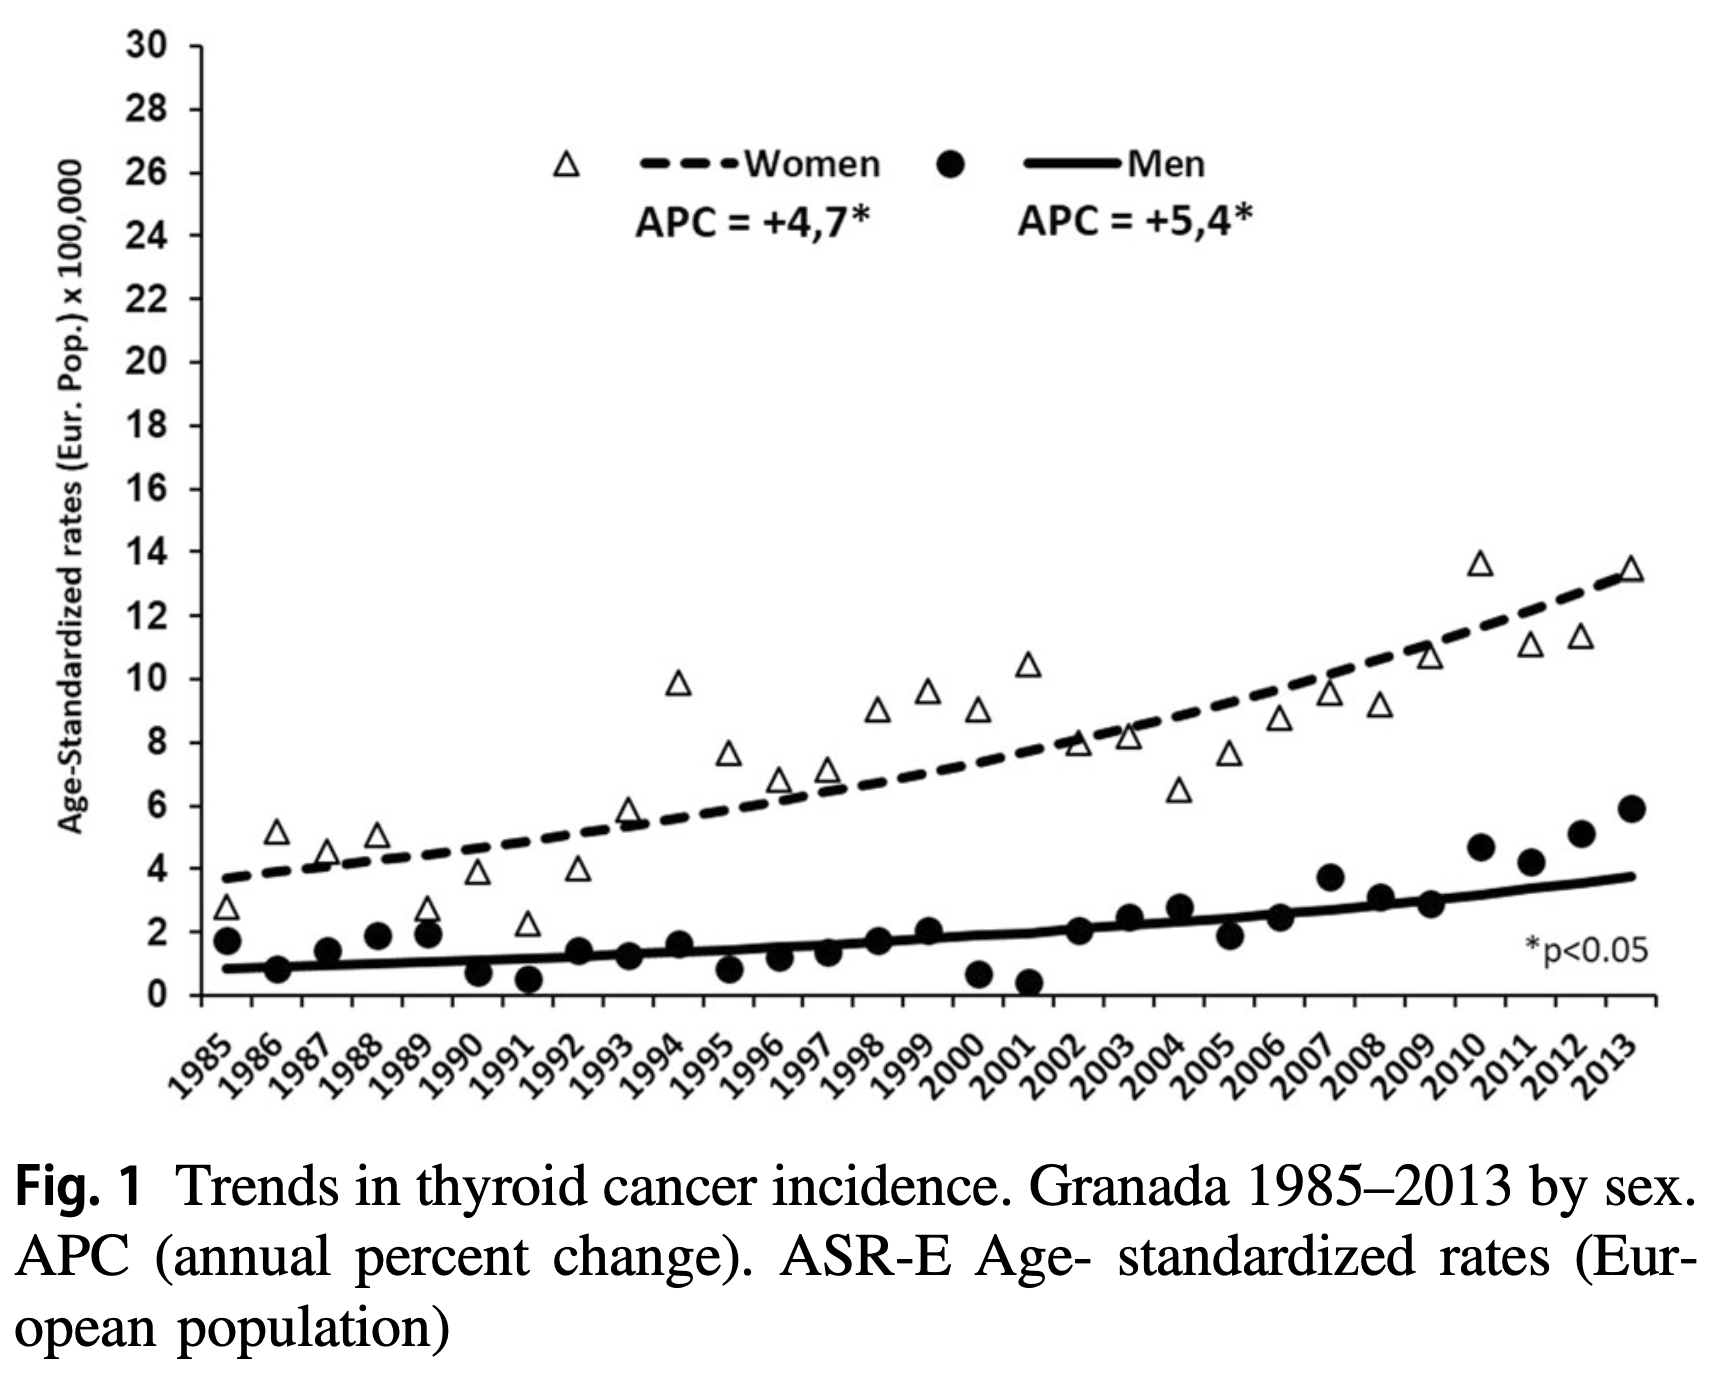 Age-Standardized rates (Eur. Pop.) x 100,000
30
28
26
24
22
20
18
16
14
12
10
8
6
4
2
0
Women Men
APC = +4,7* APC = +5,4*
*p<0.05
1985 1986 1987 1988 1989 1990 1991 1992 1993 1994 1995 1996 1997 1998 1999 2000 2001 2002 2003 2004 2005 2006 2007 2008 2009 2010 2011 2012 2013
Fig. 1 Trends in thyroid cancer incidence. Granada 1985–2013 by sex.
APC (annual percent change). ASR-E Age- standardized rates (Eur-
opean population)